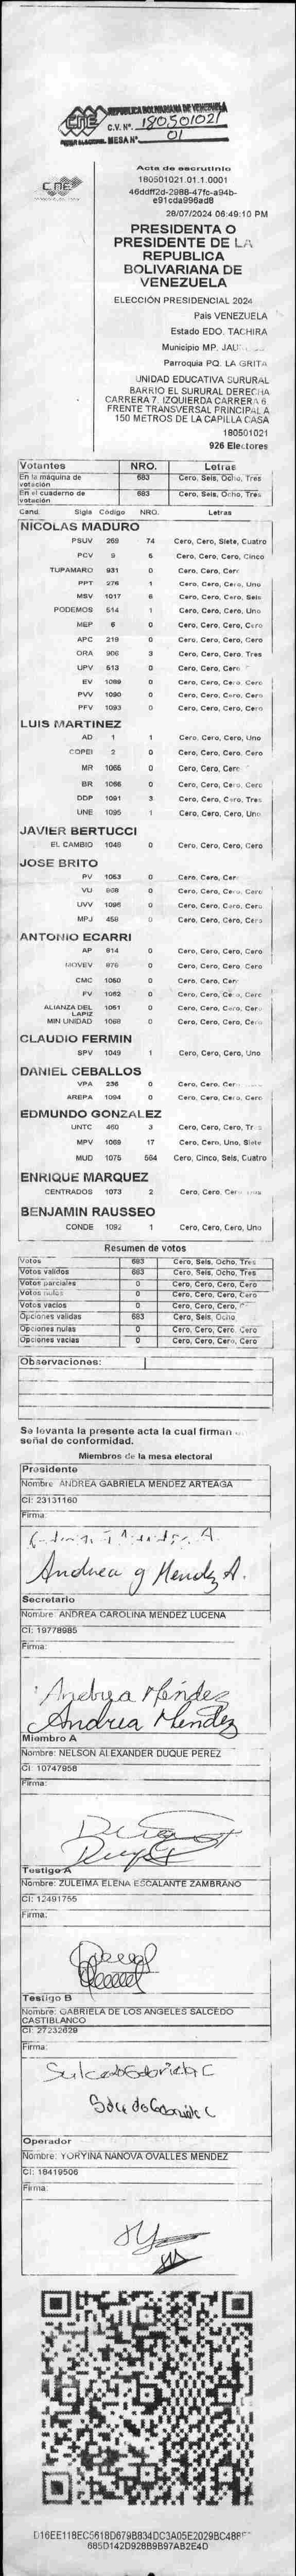 CNE
REPUBLICA BOLIVARIANA DE VENEZUELA
C.V. Nº. 180501021
MESA Nº. 01
CNE
Acta de escrutinio
180501021.01.1.0001
46ddff2d-2988-47fc-a94b-
e91cda996ad8
28/07/2024 06:49:10 PM
PRESIDENTA O
PRESIDENTE DE LA
REPUBLICA
BOLIVARIANA DE
VENEZUELA
ELECCIÓN PRESIDENCIAL 2024
Pais VENEZUELA
Estado EDO. TACHIRA
Municipio MP. JAU
Parroquia PQ. LA GRITA
UNIDAD EDUCATIVA SURURAL
BARRIO EL SURURAL DERECHA
CARRERA 7. IZQUIERDA CARRERA 6
FRENTE TRANSVERSAL PRINCIPAL A
150 METROS DE LA CAPILLA CASA
180501021
926 Electores
Votantes NRO. Letras
En la máquina de votación 683 Cero, Seis, Ocho, Tres
En el cuaderno de votación 683 Cero, Seis, Ocho, Tres
Cand. Sigla Código NRO. Letras
NICOLAS MADURO
PSUV 269 74 Cero, Cero, Siete, Cuatro
PCV 9 5 Cero, Cero, Cero, Cinco
TUPAMARO 931 0 Cero, Cero, Cero
PPT 276 1 Cero, Cero, Cero, Uno
MSV 1017 6 Cero, Cero, Cero, Seis
PODEMOS 514 1 Cero, Cero, Cero, Uno
MEP 6 0 Cero, Cero, Cero, Cero
APC 219 0 Cero, Cero, Cero, Cero
ORA 906 3 Cero, Cero, Cero, Tres
UPV 513 0 Cero, Cero, Cero
EV 1089 0 Cero, Cero, Cero, Cero
PVV 1090 0 Cero, Cero, Cero, Cero
PFV 1093 0 Cero, Cero, Cero, Cero
LUIS MARTINEZ
AD 1 1 Cero, Cero, Cero, Uno
COPEI 2 0 Cero, Cero, Cero, Cero
MR 1065 0 Cero, Cero, Cero
BR 1066 0 Cero, Cero, Cero, Cero
DDP 1091 3 Cero, Cero, Cero, Tres
UNE 1095 1 Cero, Cero, Cero, Uno
JAVIER BERTUCCI
EL CAMBIO 1048 0 Cero, Cero, Cero, Cero
JOSE BRITO
PV 1053 0 Cero, Cero, Cer
VU 868 0 Cero, Cero, Cero, Cero
UVV 1096 0 Cero, Cero, Cero, Cero
MPJ 458 0 Cero, Cero, Cero, Cero
ANTONIO ECARRI
AP 814 0 Cero, Cero, Cero, Cero
MOVEV 976 0 Cero, Cero, Cero, Cero
CMC 1050 0 Cero, Cero, Cer
FV 1052 0 Cero, Cero, Cero, Cero
ALIANZA DEL LAPIZ 1051 0 Cero, Cero, Cero, Cero
MIN UNIDAD 1068 0 Cero, Cero, Cero, Cero
CLAUDIO FERMIN
SPV 1049 1 Cero, Cero, Cero, Uno
DANIEL CEBALLOS
VPA 236 0 Cero, Cero, Cer
AREPA 1094 0 Cero, Cero, Cero, Cero
EDMUNDO GONZALEZ
UNTC 460 3 Cero, Cero, Cero, Tres
MPV 1069 17 Cero, Cero, Uno, Siete
MUD 1075 564 Cero, Cinco, Seis, Cuatro
ENRIQUE MARQUEZ
CENTRADOS 1073 2 Cero, Cero, Cero
BENJAMIN RAUSSEO
CONDE 1092 1 Cero, Cero, Cero, Uno
Resumen de votos
Votos 683 Cero, Seis, Ocho, Tres
Votos validos 683 Cero, Seis, Ocho, Tres
Votos parciales 0 Cero, Cero, Cero, Cero
Votos nulos 0 Cero, Cero, Cero, Cero
Votos vacios 0 Cero, Cero, Cero,
Opciones validas 683 Cero, Seis, Ocho
Opciones nulas 0 Cero, Cero, Cero, Cero
Opciones vacias 0 Cero, Cero, Cero, Cero
Observaciones:
Se levanta la presente acta la cual firman
señal de conformidad.
Miembros de la mesa electoral
Presidente
Nombre: ANDREA GABRIELA MENDEZ ARTEAGA
CI: 23131160
Firma:
Andrea g Mendez A.
Secretario
Nombre: ANDREA CAROLINA MENDEZ LUCENA
CI: 19778985
Firma:
Andrea Mendez
Andrea Mendez
Miembro A
Nombre: NELSON ALEXANDER DUQUE PEREZ
CI: 10747958
Firma:
Testigo A
Nombre: ZULEIMA ELENA ESCALANTE ZAMBRANO
CI: 12491755
Firma:
Testigo B
Nombre: GABRIELA DE LOS ANGELES SALCEDO
CASTIBLANCO
CI: 27232629
Firma:
Salcedo Gabriela C
Salcedo Gabriela C
Operador
Nombre: YORYINA NANOVA OVALLES MENDEZ
CI: 18419506
Firma:
D16EE118EC5618D679B834DC3A05E2029BC48
685D142D928B9B97AB2E4D